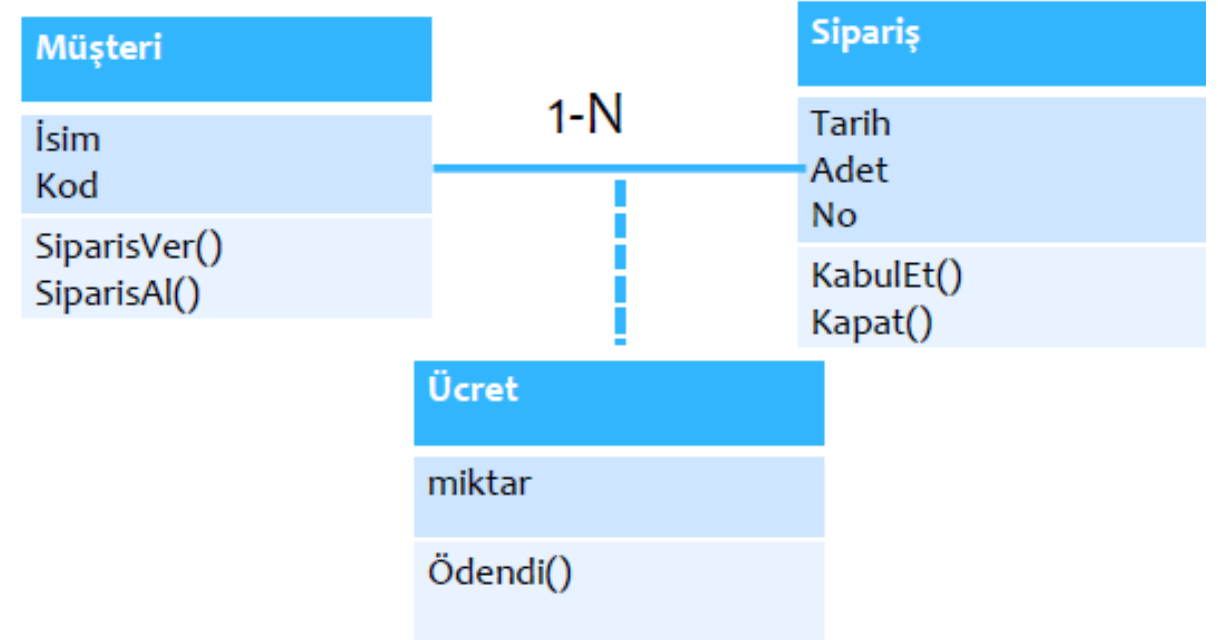 Müşteri
İsim
Kod
SiparisVer()
SiparisAl()
1-N
Sipariş
Tarih
Adet
No
KabulEt()
Kapat()
Ücret
miktar
Ödendi()